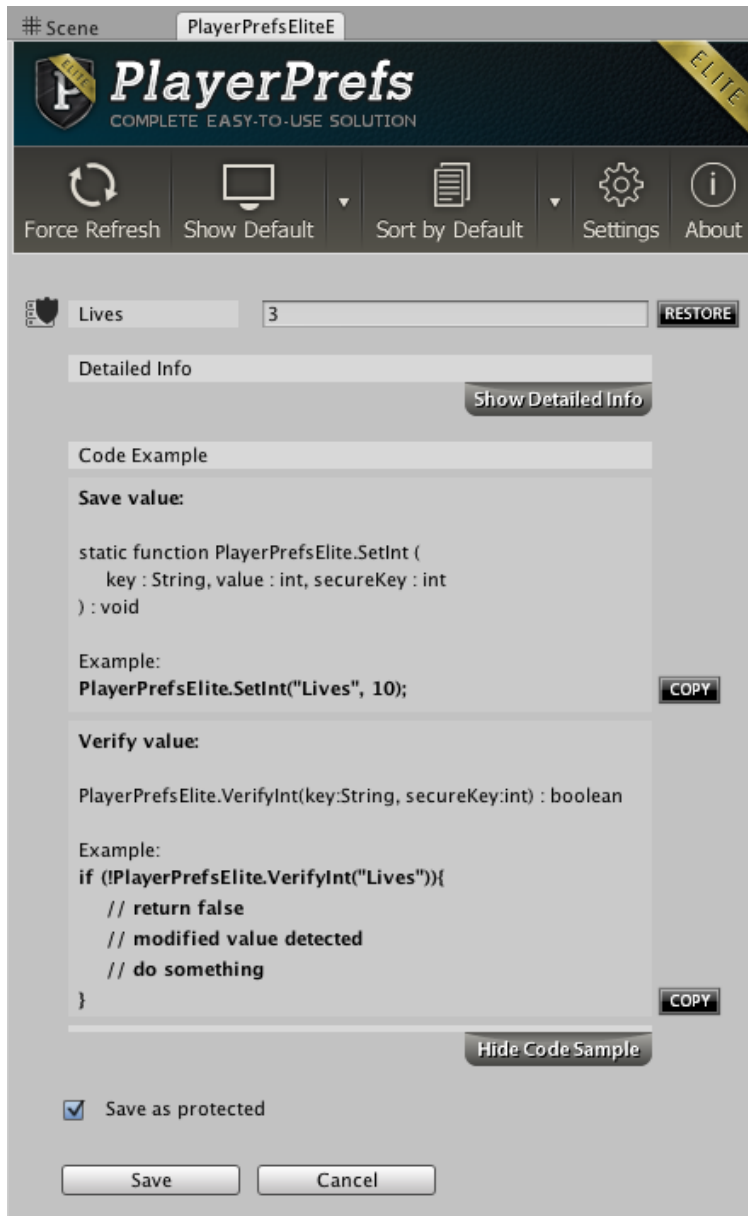 Scene
PlayerPrefsEliteE
P ELITE
PlayerPrefs
COMPLETE EASY-TO-USE SOLUTION
ELITE
Force Refresh
Show Default
Sort by Default
Settings
i
About
Lives
3
RESTORE
Detailed Info
Show Detailed Info
Code Example
Save value:
static function PlayerPrefsElite.SetInt (
key : String, value : int, secureKey : int
) : void
Example:
PlayerPrefsElite.SetInt("Lives", 10);
COPY
Verify value:
PlayerPrefsElite.VerifyInt(key:String, secureKey:int) : boolean
Example:
if (!PlayerPrefsElite.VerifyInt("Lives")){
// return false
// modified value detected
// do something
}
COPY
Hide Code Sample
Save as protected
Save
Cancel